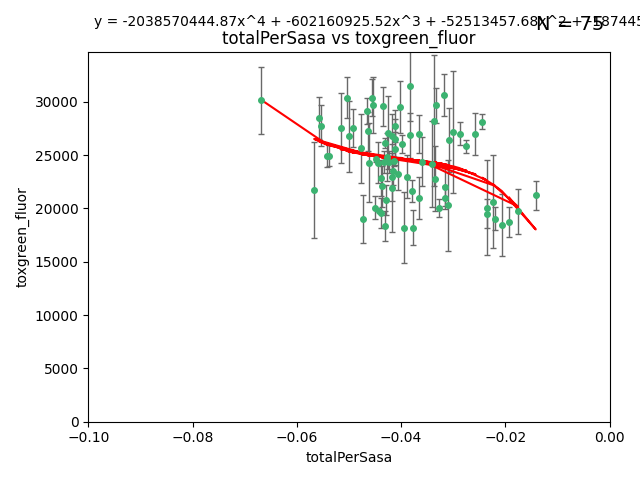 y = -2038570444.87x^4 + -602160925.52x^3 + -52513457.68x^2 +
N = 75
totalPerSasa vs toxgreen_fluor
toxgreen_fluor
30000
25000
20000
15000
10000
5000
0
−0.10 −0.08 −0.06 −0.04 −0.02 0.00
totalPerSasa